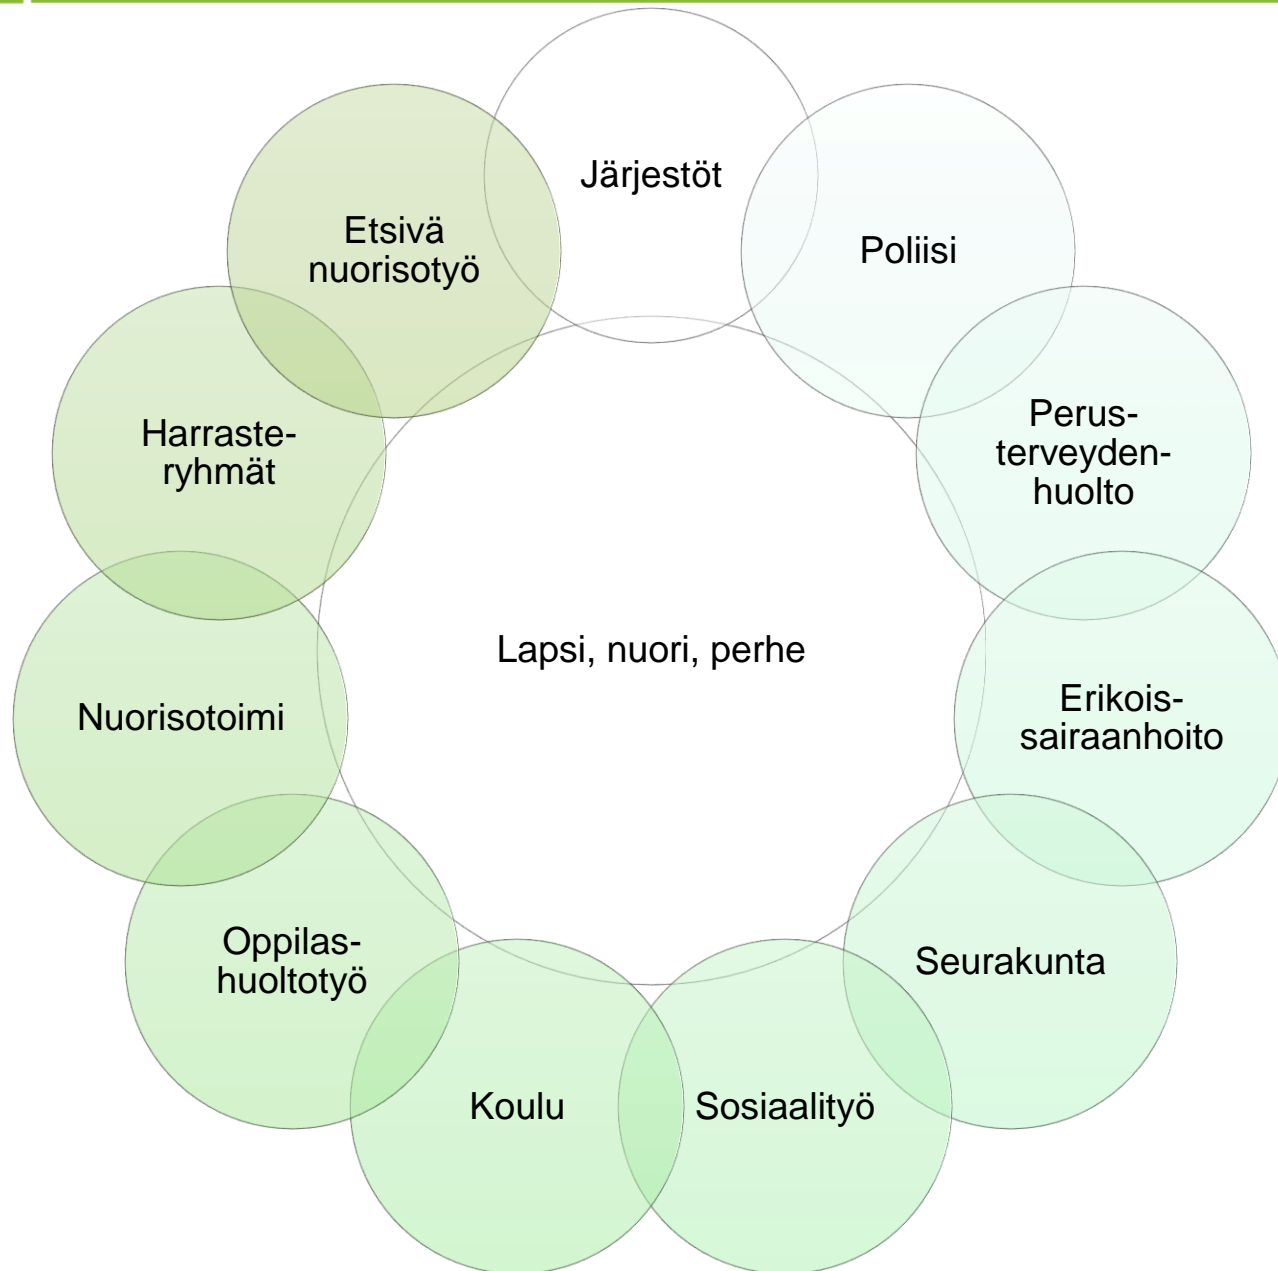 Järjestöt
Poliisi
Perus-
terveyden-
huolto
Erikois-
sairaanhoito
Seurakunta
Sosiaalityö
Koulu
Oppilas-
huoltotyö
Nuorisotoimi
Harraste-
ryhmät
Etsivä
nuorisotyö
Lapsi, nuori, perhe